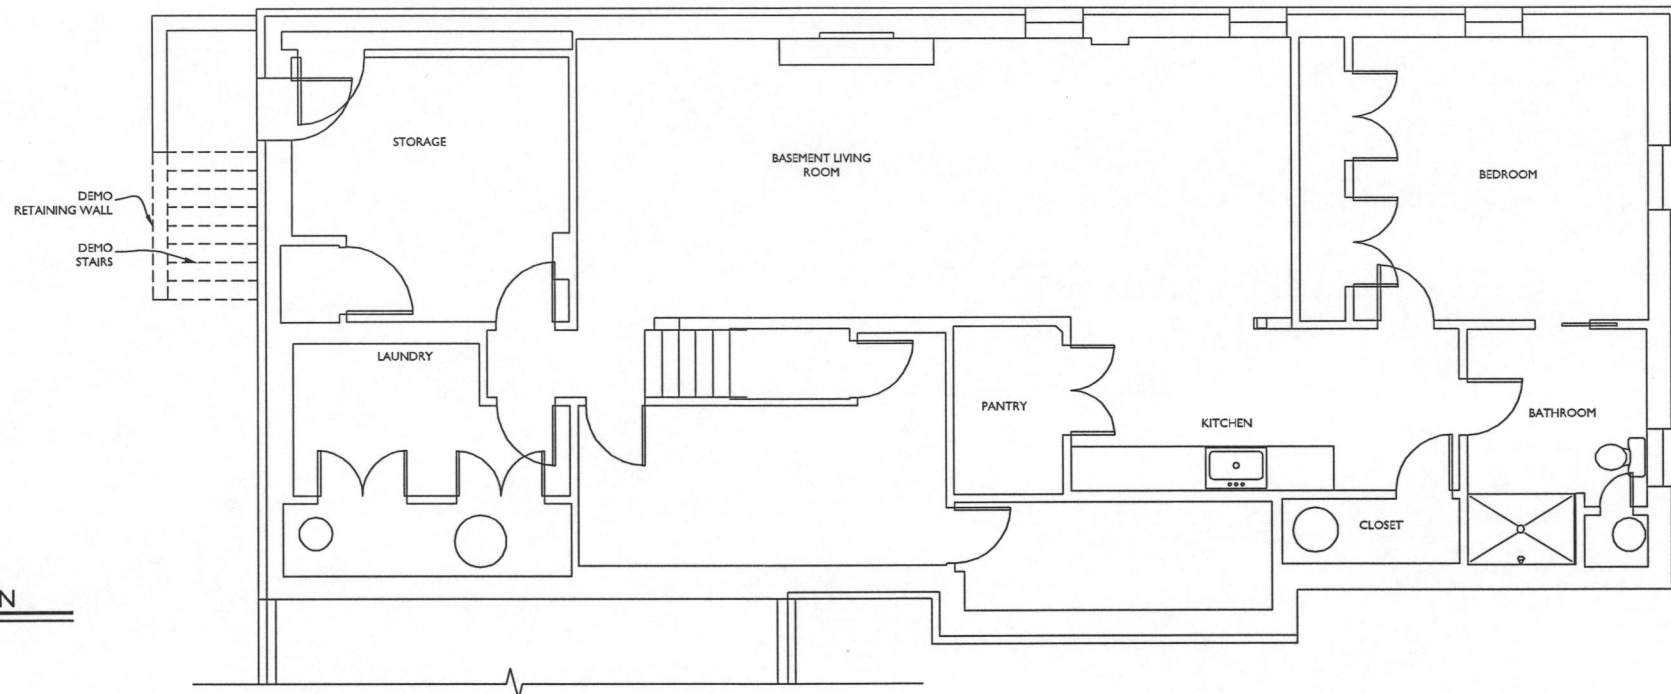 STORAGE
BASEMENT LIVING
ROOM
BEDROOM
DEMO
RETAINING WALL
DEMO
STAIRS
LAUNDRY
PANTRY
KITCHEN
BATHROOM
CLOSET
N